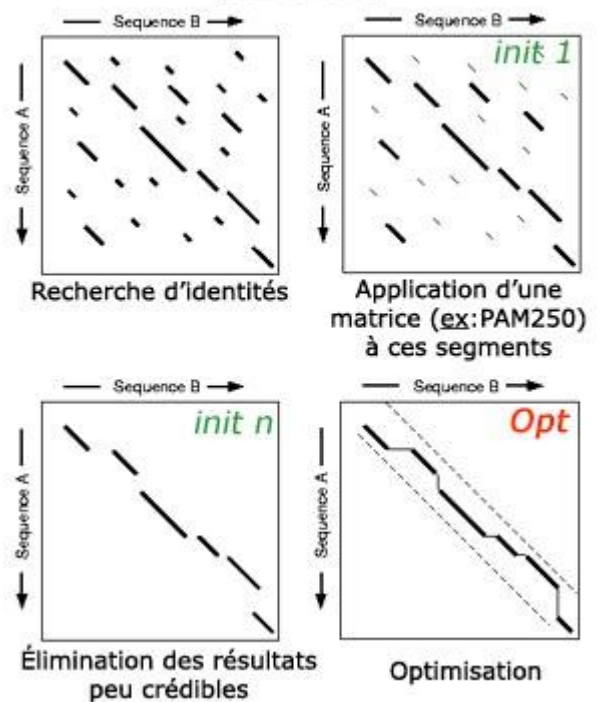 Sequence B
Sequence A
Recherche d'identités
Sequence B
Sequence A
init 1
Application d'une
matrice (ex:PAM250)
à ces segments
Sequence B
Sequence A
init n
Élimination des résultats
peu crédibles
Sequence B
Sequence A
Opt
Optimisation